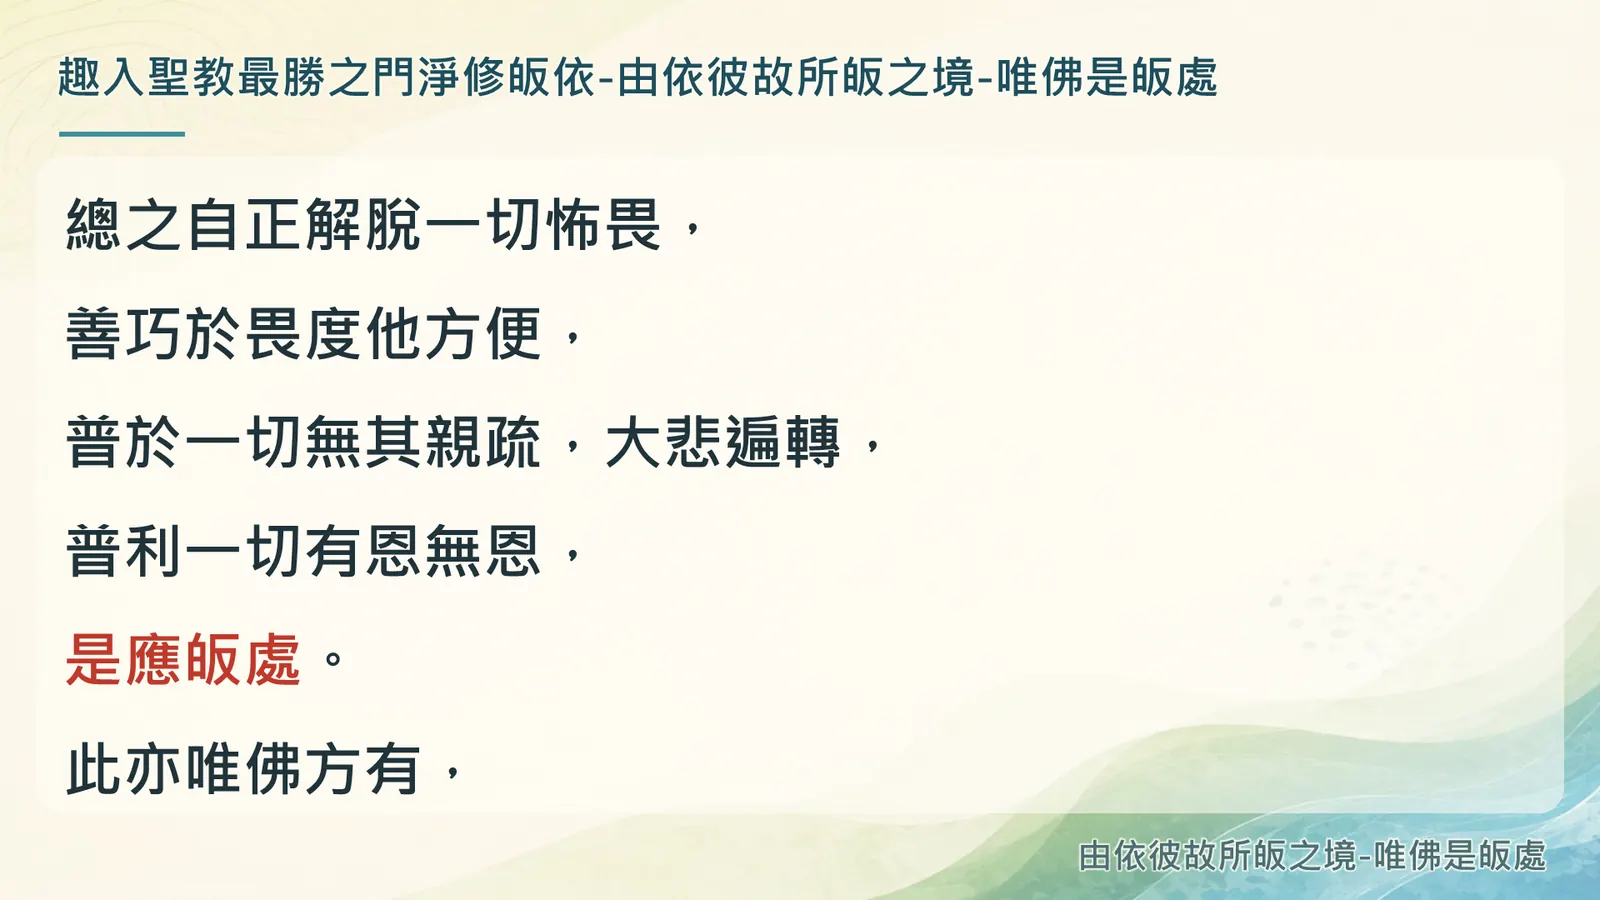 趣入聖教最勝之門淨修皈依-由依彼故所皈之境-唯佛是皈處
總之自正解脫一切怖畏，
善巧於畏度他方便，
普於一切無其親疏，大悲遍轉，
普利一切有恩無恩，
是應皈處。
此亦唯佛方有，
由依彼故所皈之境-唯佛是皈處